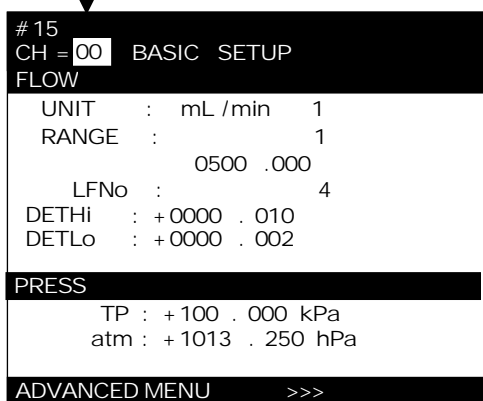 #15
CH = 00 BASIC SETUP
FLOW
UNIT : mL /min 1
RANGE : 1
0500 .000
LFNo : 4
DETHi : +0000 . 010
DETLo : +0000 . 002
PRESS
TP : +100 . 000 kPa
atm : +1013 . 250 hPa
ADVANCED MENU >>>